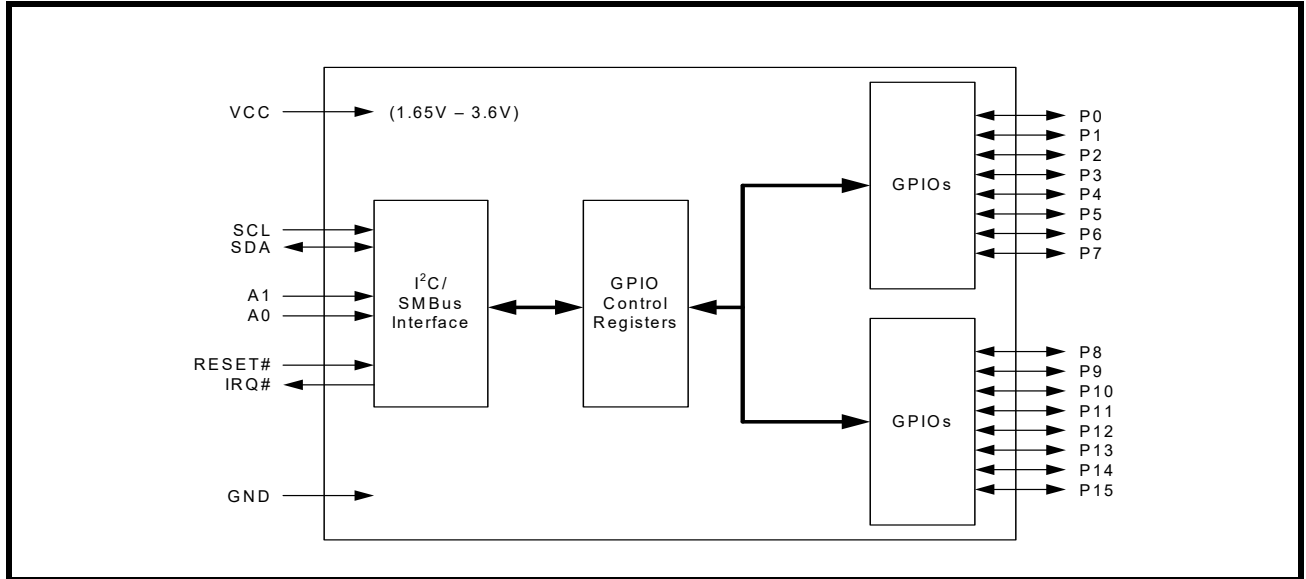 VCC
(1.65V – 3.6V)
SCL
SDA
A1
A0
RESET#
IRQ#
GND
I²C/
SMBus
Interface
GPIO
Control
Registers
GPIOs
P0
P1
P2
P3
P4
P5
P6
P7
GPIOs
P8
P9
P10
P11
P12
P13
P14
P15